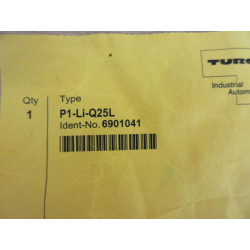 TURC
Industrial
Autom
Qty Type
1 P1-Li-Q25L
Ident-No. 6901041